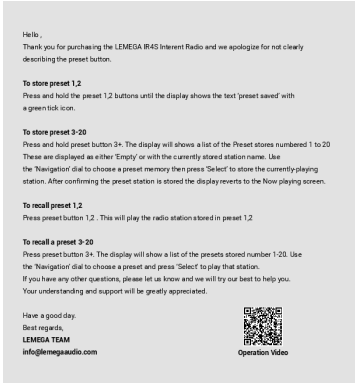 Hello ,
Thank you for purchasing the LEMEGA IR4S Interent Radio and we apologize for not clearly
describing the preset button.
To store preset 1,2
Press and hold the preset 1,2 buttons until the display shows the text 'preset saved' with
a green tick icon.
To store preset 3-20
Press and hold preset button 3+. The display will shows a list of the Preset stores numbered 1 to 20
These are displayed as either 'Empty' or with the currently stored station name. Use
the 'Navigation' dial to choose a preset memory then press 'Select' to store the currently-playing
station. After confirming the preset station is stored the display reverts to the Now playing screen.
To recall preset 1,2
Press preset button 1,2 . This will play the radio station stored in preset 1,2
To recall a preset 3-20
Press preset button 3+. The display will show a list of the presets stored number 1-20. Use
the 'Navigation' dial to choose a preset and press 'Select' to play that station.
If you have any other questions, please let us know and we will try our best to help you.
Your understanding and support will be greatly appreciated.
Have a good day.
Best regards,
LEMEGA TEAM
info@lemegaaudio.com
Operation Video